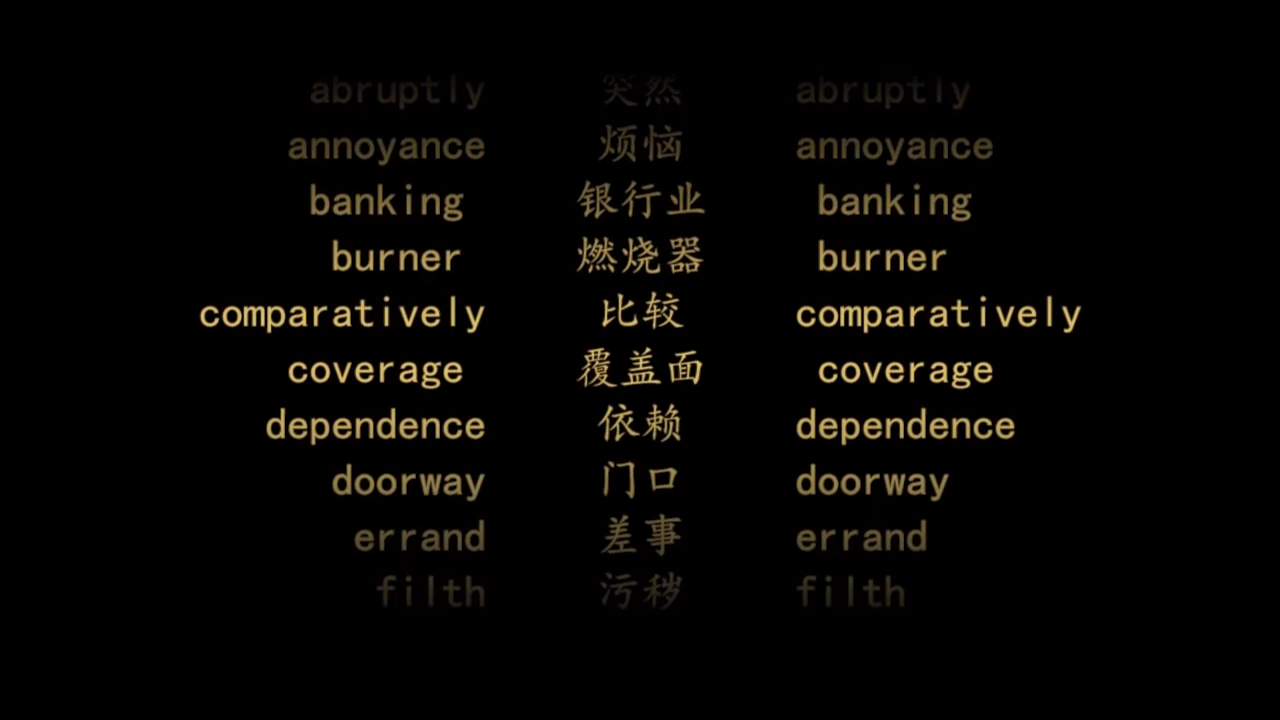 abruptly 突然 abruptly
annoyance 烦恼 annoyance
banking 银行业 banking
burner 燃烧器 burner
comparatively 比较 comparatively
coverage 覆盖面 coverage
dependence 依赖 dependence
doorway 门口 doorway
errand 差事 errand
filth 污秽 filth